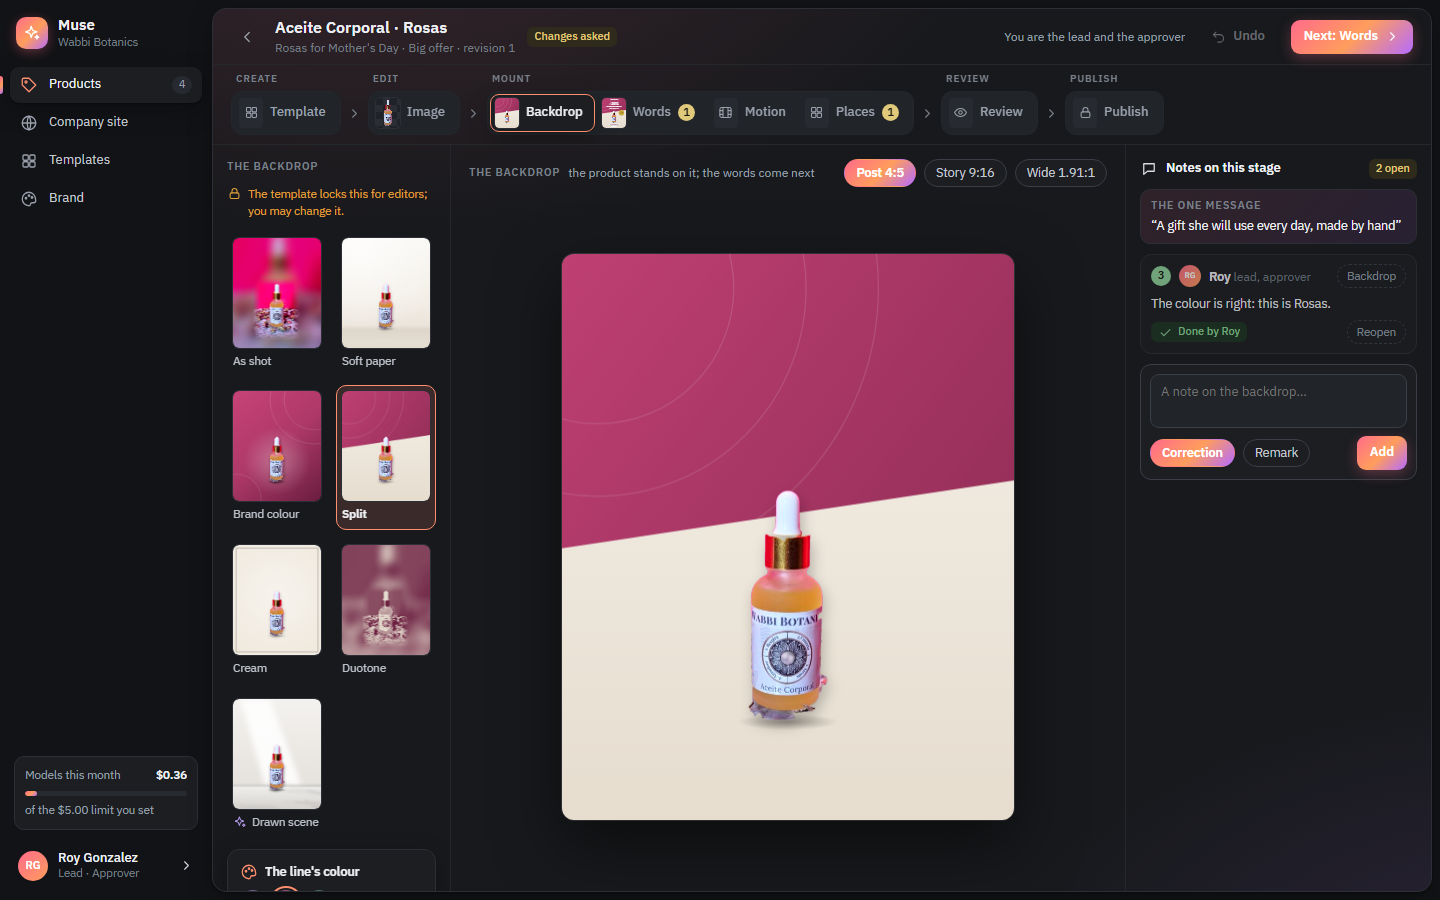 Muse
Wabbi Botanics
Products 4
Company site
Templates
Brand
Models this month $0.36
of the $5.00 limit you set
RG Roy Gonzalez
Lead · Approver
Aceite Corporal · Rosas
Rosas for Mother's Day · Big offer · revision 1
Changes asked
You are the lead and the approver
Undo
Next: Words
CREATE
Template
EDIT
Image
MOUNT
Backdrop
Words 1
Motion
Places 1
REVIEW
Review
PUBLISH
Publish
THE BACKDROP
The template locks this for editors;
you may change it.
As shot
Soft paper
Brand colour
Split
Cream
Duotone
Drawn scene
The line's colour
THE BACKDROP the product stands on it; the words come next
Post 4:5
Story 9:16
Wide 1.91:1
WABBI BOTANI
Aceite Corpora
Notes on this stage 2 open
THE ONE MESSAGE
“A gift she will use every day, made by hand”
3 RG Roy lead, approver Backdrop
The colour is right: this is Rosas.
Done by Roy Reopen
A note on the backdrop...
Correction Remark Add